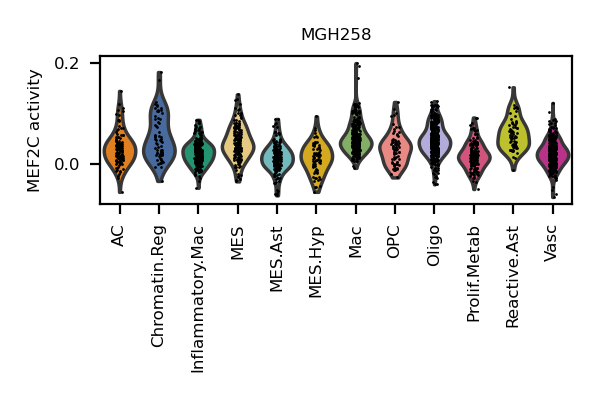 MGH258
MEF2C activity
0.2
0.0
AC
Chromatin.Reg
Inflammatory.Mac
MES
MES.Ast
MES.Hyp
Mac
OPC
Oligo
Prolif.Metab
Reactive.Ast
Vasc